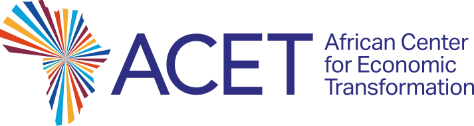 ACET
African Center
for Economic
Transformation